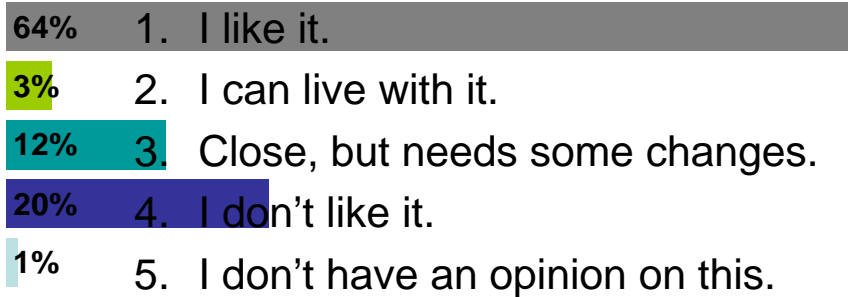 64% 1. I like it.
3% 2. I can live with it.
12% 3. Close, but needs some changes.
20% 4. I don’t like it.
1% 5. I don’t have an opinion on this.